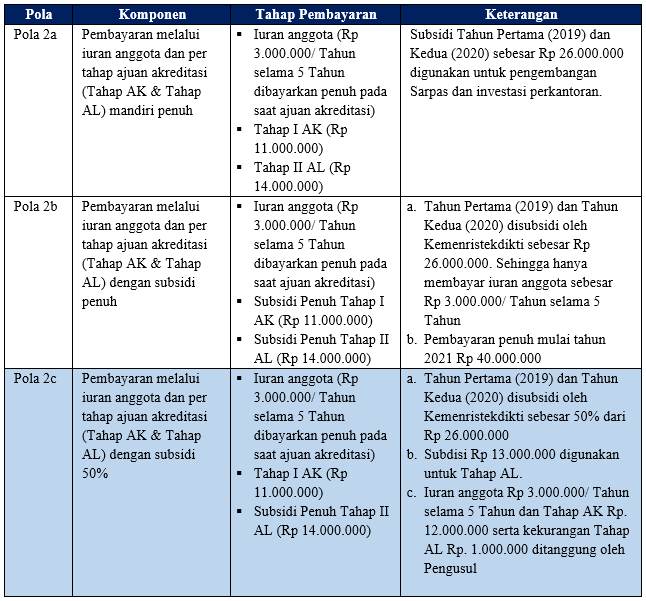 Pola
Komponen
Tahap Pembayaran
Keterangan
Pola 2a
Pembayaran melalui
iuran anggota dan per
tahap ajuan akreditasi
(Tahap AK & Tahap
AL) mandiri penuh
▪ Iuran anggota (Rp
3.000.000/ Tahun
selama 5 Tahun
dibayarkan penuh pada
saat ajuan akreditasi)
▪ Tahap I AK (Rp
11.000.000)
▪ Tahap II AL (Rp
14.000.000)
Subsidi Tahun Pertama (2019) dan
Kedua (2020) sebesar Rp 26.000.000
digunakan untuk pengembangan
Sarpas dan investasi perkantoran.
Pola 2b
Pembayaran melalui
iuran anggota dan per
tahap ajuan akreditasi
(Tahap AK & Tahap
AL) dengan subsidi
penuh
▪ Iuran anggota (Rp
3.000.000/ Tahun
selama 5 Tahun
dibayarkan penuh pada
saat ajuan akreditasi)
▪ Subsidi Penuh Tahap I
AK (Rp 11.000.000)
▪ Subsidi Penuh Tahap II
AL (Rp 14.000.000)
a. Tahun Pertama (2019) dan Tahun
Kedua (2020) disubsidi oleh
Kemenristekdikti sebesar Rp
26.000.000. Sehingga hanya
membayar iuran anggota sebesar
Rp 3.000.000/ Tahun selama 5
Tahun
b. Pembayaran penuh mulai tahun
2021 Rp 40.000.000
Pola 2c
Pembayaran melalui
iuran anggota dan per
tahap ajuan akreditasi
(Tahap AK & Tahap
AL) dengan subsidi
50%
▪ Iuran anggota (Rp
3.000.000/ Tahun
selama 5 Tahun
dibayarkan penuh pada
saat ajuan akreditasi)
▪ Tahap I AK (Rp
11.000.000)
▪ Subsidi Penuh Tahap II
AL (Rp 14.000.000)
a. Tahun Pertama (2019) dan Tahun
Kedua (2020) disubsidi oleh
Kemenristekdikti sebesar 50% dari
Rp 26.000.000
b. Subdisi Rp 13.000.000 digunakan
untuk Tahap AL.
c. Iuran anggota Rp 3.000.000/ Tahun
selama 5 Tahun dan Tahap AK Rp.
12.000.000 serta kekurangan Tahap
AL Rp. 1.000.000 ditanggung oleh
Pengusul